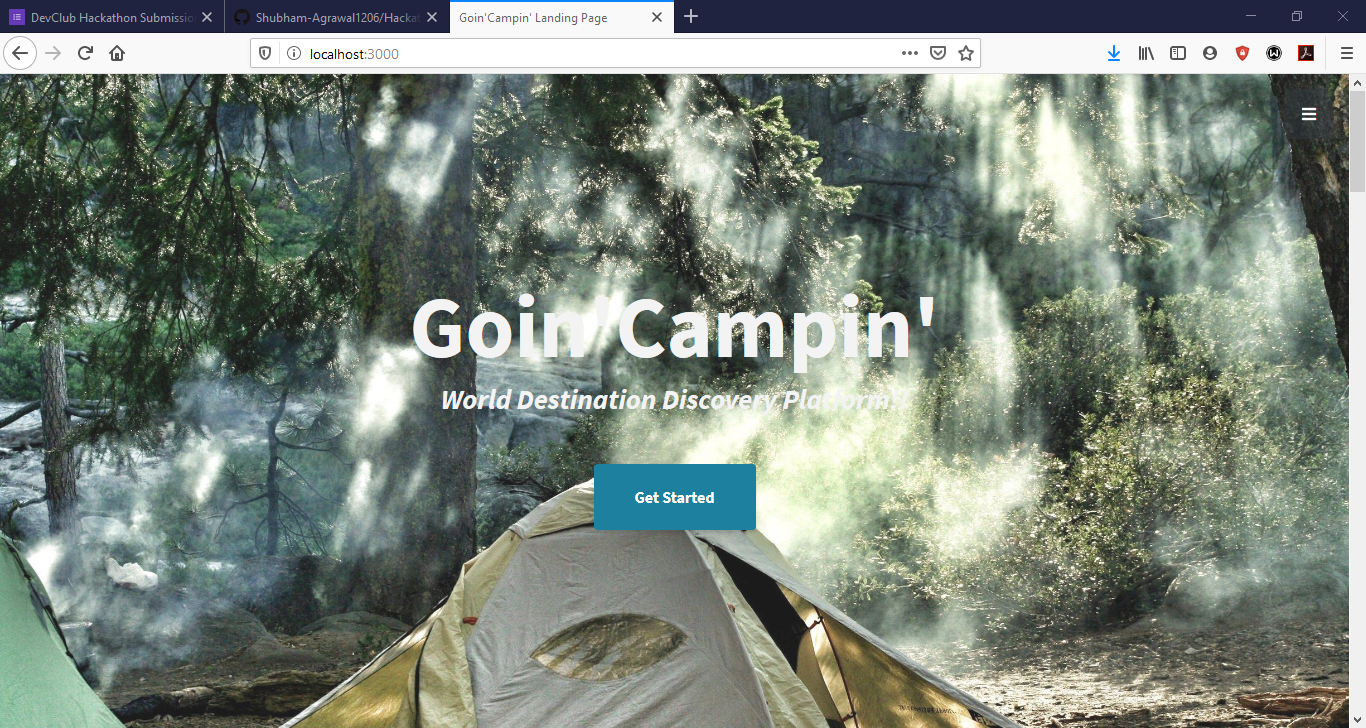 DevClub Hackathon Submissio
Shubham-Agrawal1206/Hackat
Goin'Campin' Landing Page
localhost:3000
Goin'Campin'
World Destination Discovery Platform!!
Get Started